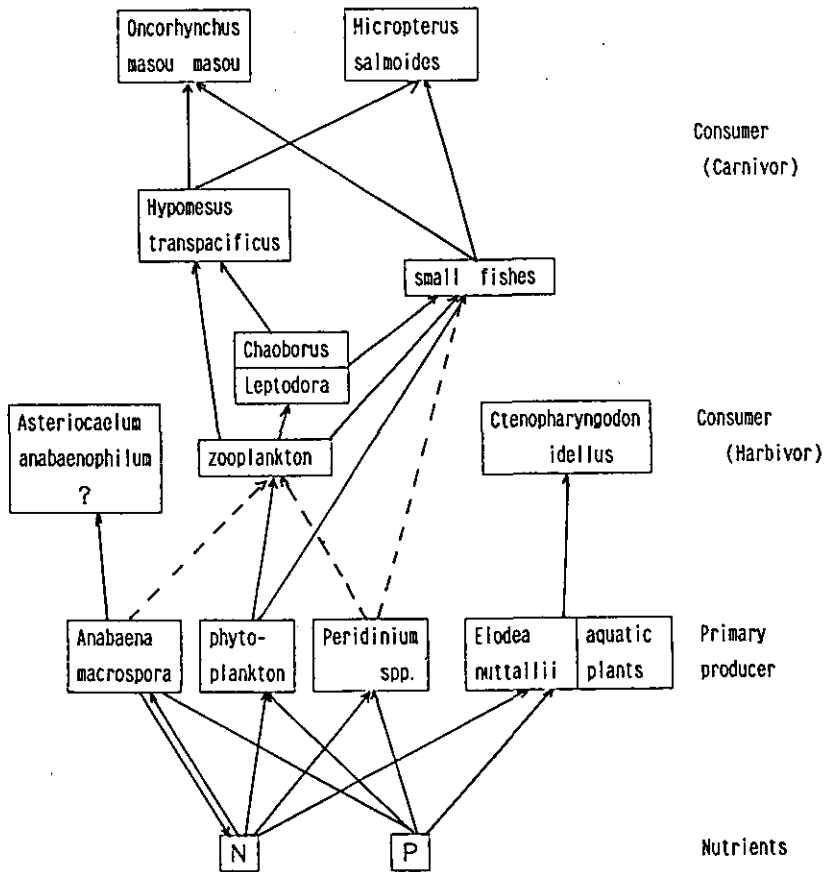 Oncorhynchus
masou masou
Micropterus
salmoides
Consumer
(Carnivor)
Hypomesus
transpacificus
small fishes
Chaoborus
Leptodora
Asteriocaelum
anabaenophilum
?
zooplankton
Ctenopharyngodon
idellus
Consumer
(Harbivor)
Anabaena
macrospora
phyto-
plankton
Peridinium
spp.
Elodea
nuttallii
aquatic
plants
Primary
producer
N
P
Nutrients